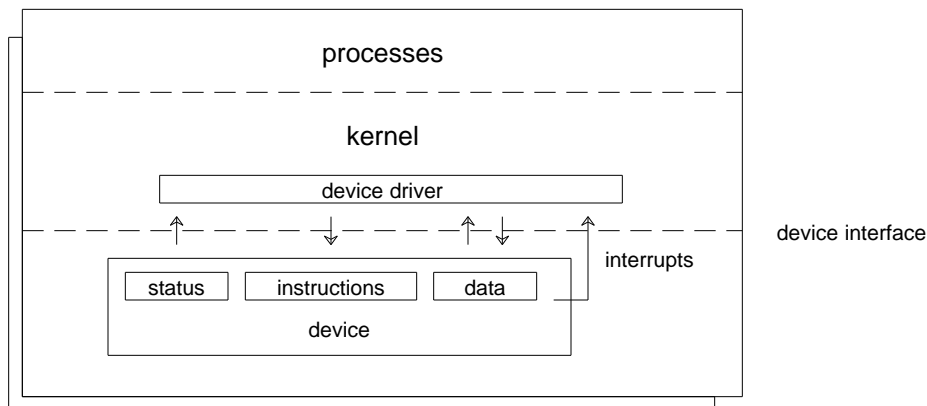 processes
kernel
device driver
device interface
interrupts
status instructions data
device